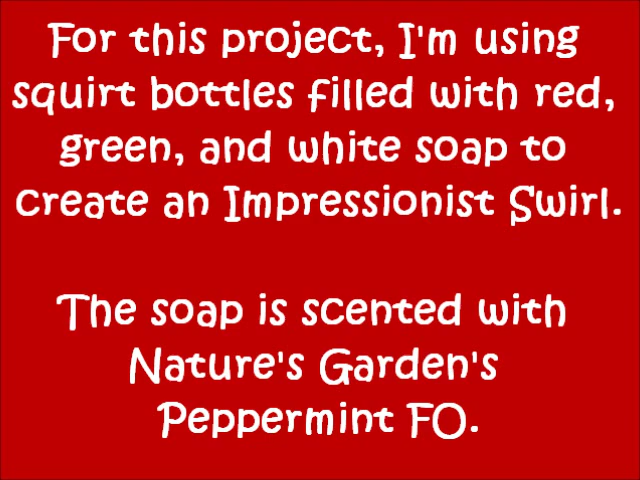 For this project, I'm using
squirt bottles filled with red,
green, and white soap to
create an Impressionist Swirl.
The soap is scented with
Nature's Garden's
Peppermint FO.